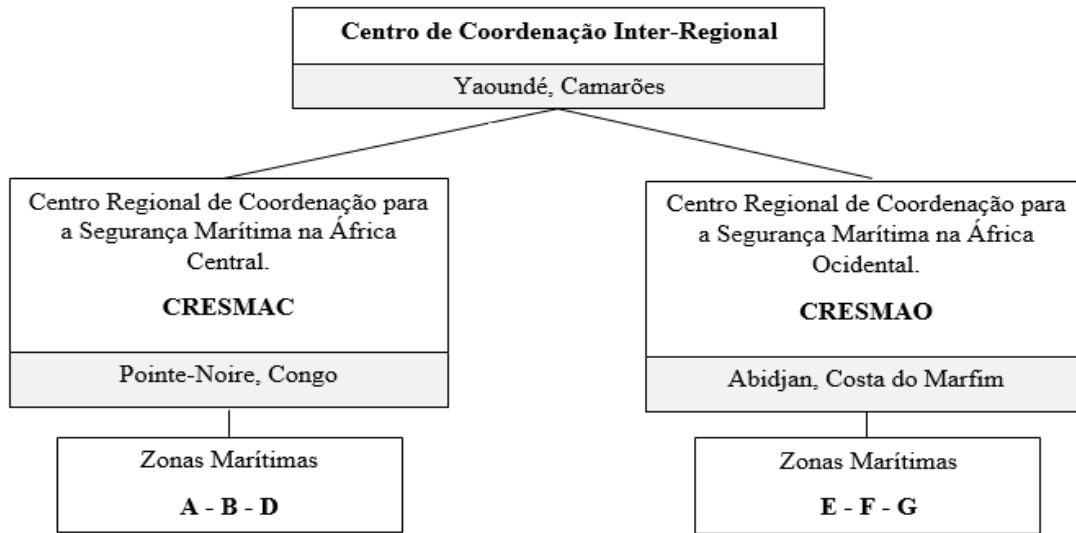 Centro de Coordenação Inter-Regional
Yaoundé, Camarões
Centro Regional de Coordenação para
a Segurança Marítima na África
Central.
CRESMAC
Pointe-Noire, Congo
Zonas Marítimas
A - B - D
Centro Regional de Coordenação para
a Segurança Marítima na África
Ocidental.
CRESMAO
Abidjan, Costa do Marfim
Zonas Marítimas
E - F - G